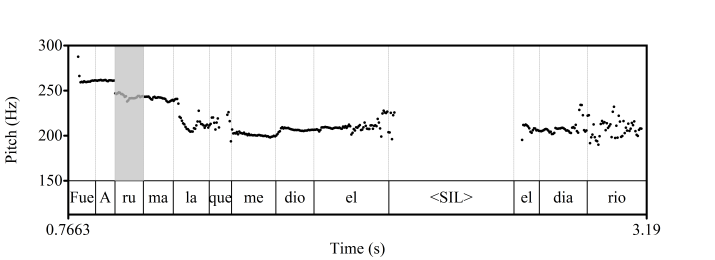 300
250
200
150
Pitch (Hz)
Fue A ru ma la que me dio el <SIL> el dia rio
0.7663 3.19
Time (s)